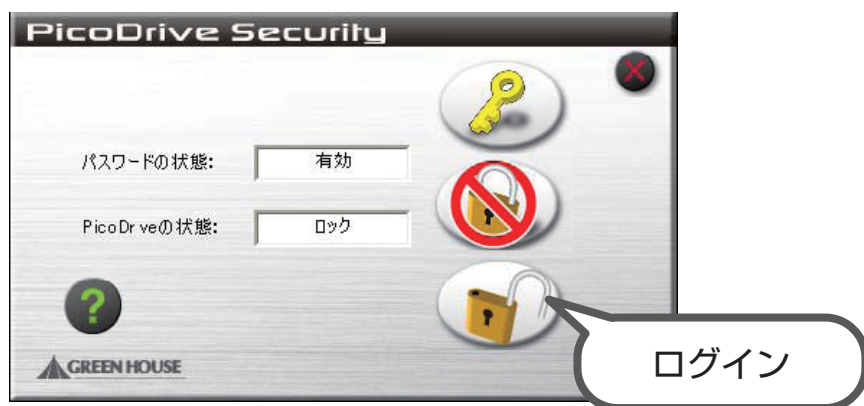 PicoDrive Security
パスワードの状態:
有効
PicoDr veの状態:
ロック
?
GREEN HOUSE
ログイン